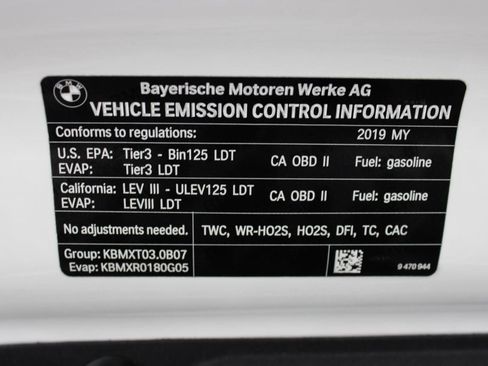 BMW
Bayerische Motoren Werke AG
VEHICLE EMISSION CONTROL INFORMATION
Conforms to regulations: 2019 MY
U.S. EPA: Tier3 - Bin125 LDT CA OBD II Fuel: gasoline
EVAP: Tier3 LDT
California: LEV III - ULEV125 LDT CA OBD II Fuel: gasoline
EVAP: LEVIII LDT
No adjustments needed. TWC, WR-HO2S, HO2S, DFI, TC, CAC
Group: KBMXT03.0B07
Evap: KBMXR0180G05
9 470 944